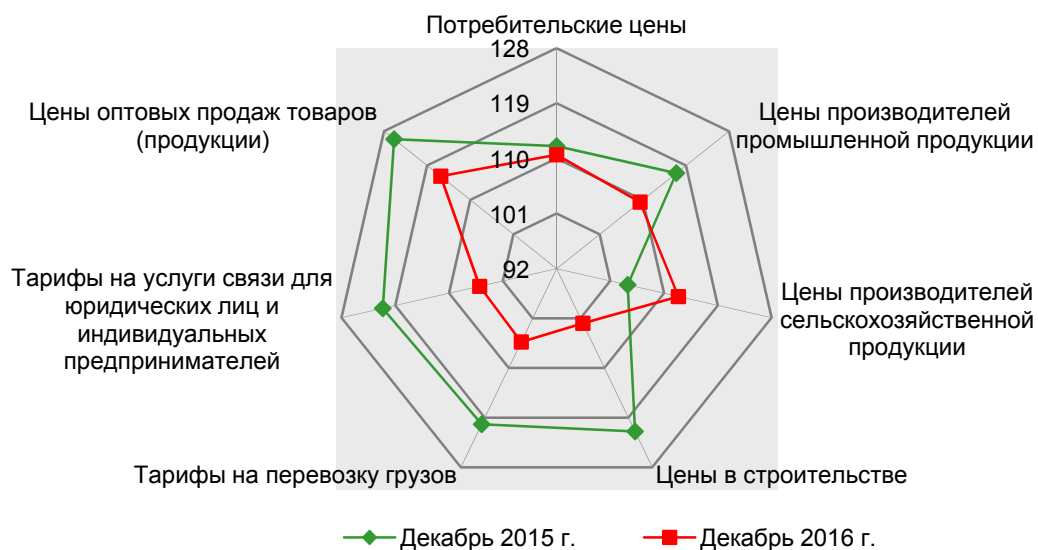 Потребительские цены
128
119
110
101
92
Цены производителей
промышленной продукции
Цены производителей
сельскохозяйственной
продукции
Цены в строительстве
Тарифы на перевозку грузов
Тарифы на услуги связи для
юридических лиц и
индивидуальных
предпринимателей
Цены оптовых продаж товаров
(продукции)
Декабрь 2015 г.
Декабрь 2016 г.